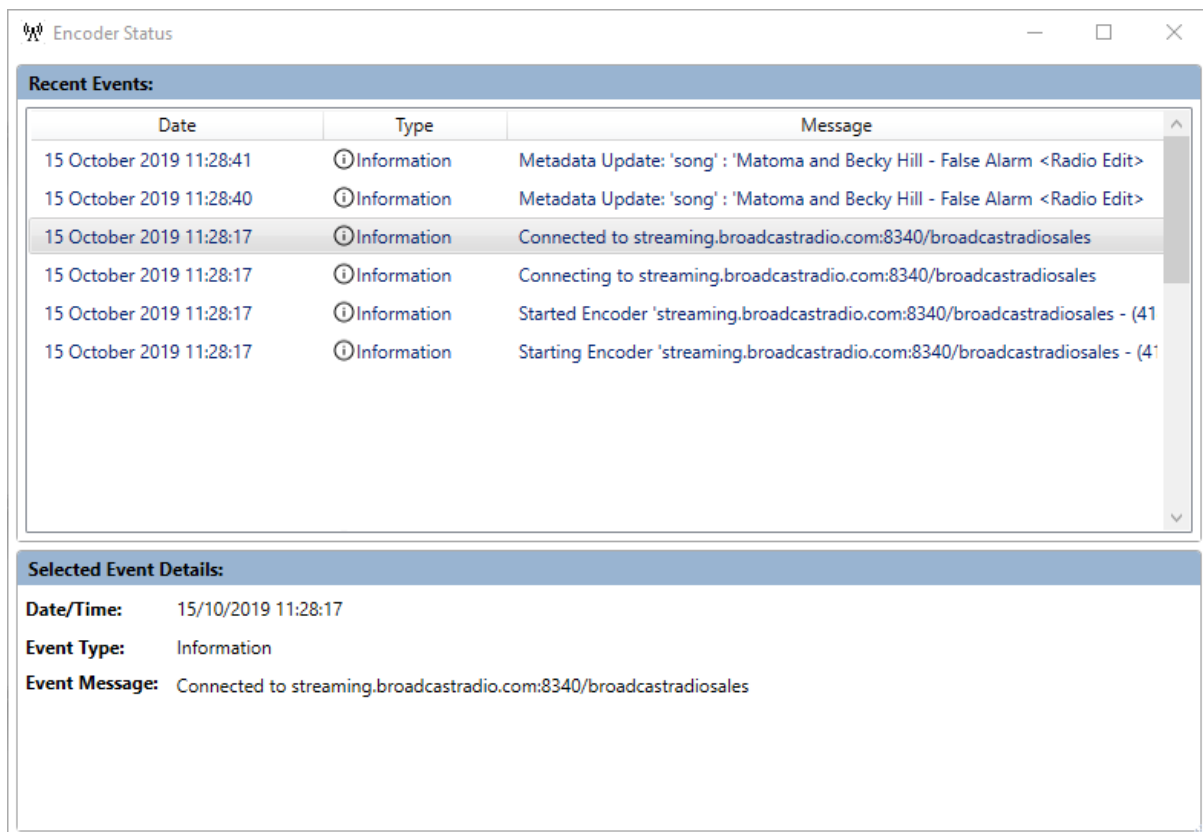 Encoder Status
Recent Events:
Date Type Message
15 October 2019 11:28:41 Information Metadata Update: 'song' : 'Matoma and Becky Hill - False Alarm <Radio Edit>
15 October 2019 11:28:40 Information Metadata Update: 'song' : 'Matoma and Becky Hill - False Alarm <Radio Edit>
15 October 2019 11:28:17 Information Connected to streaming.broadcastradio.com:8340/broadcastradiosales
15 October 2019 11:28:17 Information Connecting to streaming.broadcastradio.com:8340/broadcastradiosales
15 October 2019 11:28:17 Information Started Encoder 'streaming.broadcastradio.com:8340/broadcastradiosales - (41
15 October 2019 11:28:17 Information Starting Encoder 'streaming.broadcastradio.com:8340/broadcastradiosales - (41
Selected Event Details:
Date/Time: 15/10/2019 11:28:17
Event Type: Information
Event Message: Connected to streaming.broadcastradio.com:8340/broadcastradiosales